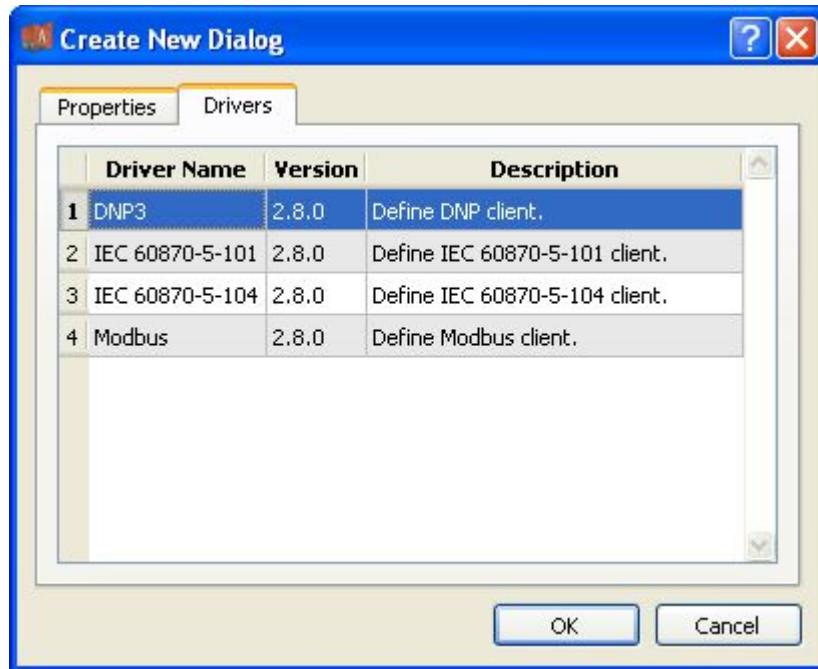 Create New Dialog
Properties Drivers
Driver Name Version Description
1 DNP3 2.8.0 Define DNP client.
2 IEC 60870-5-101 2.8.0 Define IEC 60870-5-101 client.
3 IEC 60870-5-104 2.8.0 Define IEC 60870-5-104 client.
4 Modbus 2.8.0 Define Modbus client.
OK Cancel